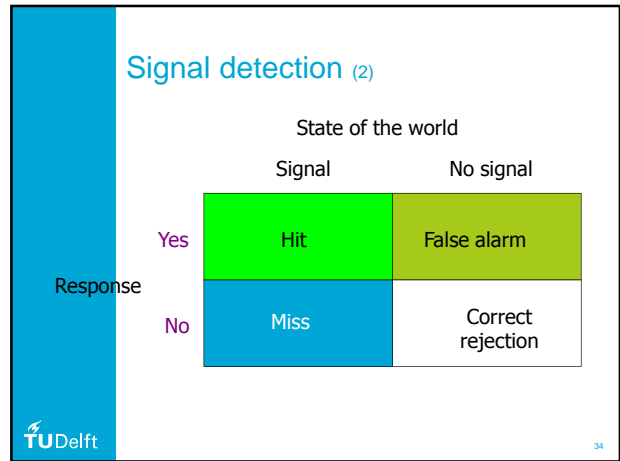 Signal detection (2)
State of the world
Signal No signal
Yes Hit False alarm
Response
No Miss Correct
rejection
TUDelft
34